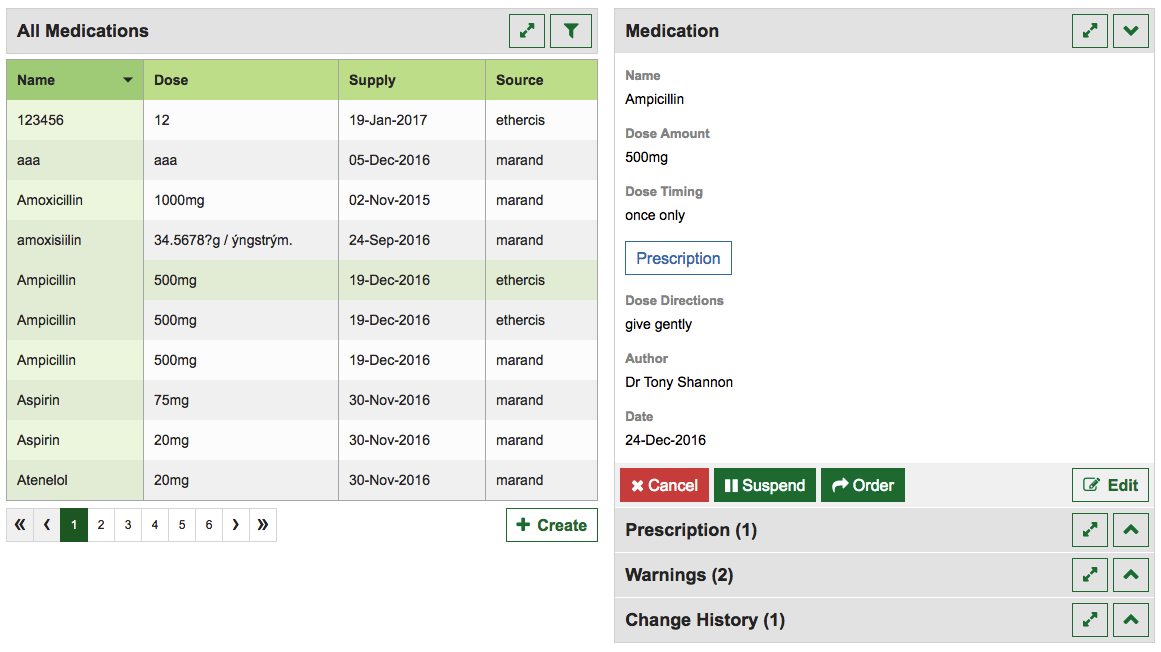 All Medications
Name Dose Supply Source
123456 12 19-Jan-2017 ethercis
aaa aaa 05-Dec-2016 marand
Amoxicillin 1000mg 02-Nov-2015 marand
amoxisiilin 34.5678?g / ýngstrým. 24-Sep-2016 marand
Ampicillin 500mg 19-Dec-2016 ethercis
Ampicillin 500mg 19-Dec-2016 ethercis
Ampicillin 500mg 19-Dec-2016 marand
Aspirin 75mg 30-Nov-2016 marand
Aspirin 20mg 30-Nov-2016 marand
Atenelol 20mg 30-Nov-2016 marand
« ‹ 1 2 3 4 5 6 › »
Create
Medication
Name
Ampicillin
Dose Amount
500mg
Dose Timing
once only
Prescription
Dose Directions
give gently
Author
Dr Tony Shannon
Date
24-Dec-2016
Cancel Suspend Order Edit
Prescription (1)
Warnings (2)
Change History (1)